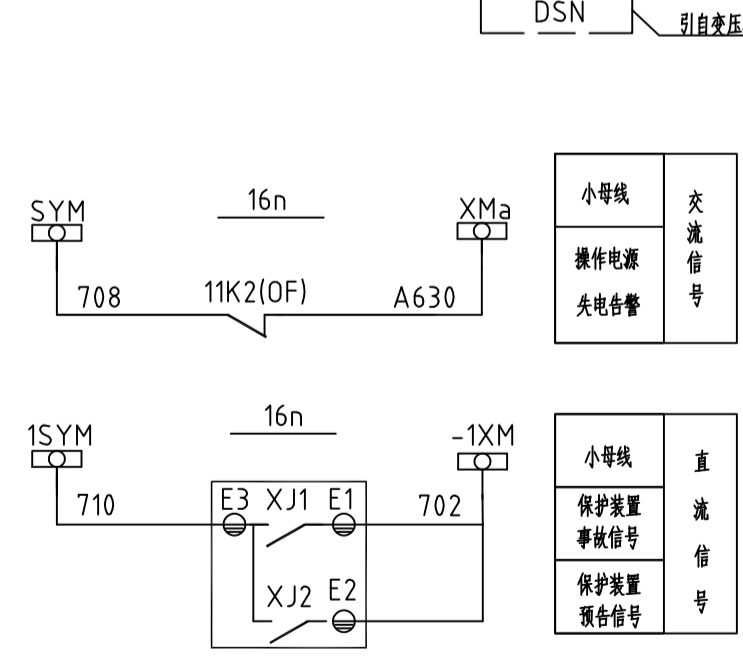 DSN
引自变压
16n
SYM
XMa
708
11K2(OF)
A630
小母线
操作电源
失电告警
交流信号
16n
1SYM
-1XM
710
E3
XJ1
E1
702
XJ2
E2
小母线
保护装置
事故信号
保护装置
预告信号
直流信号